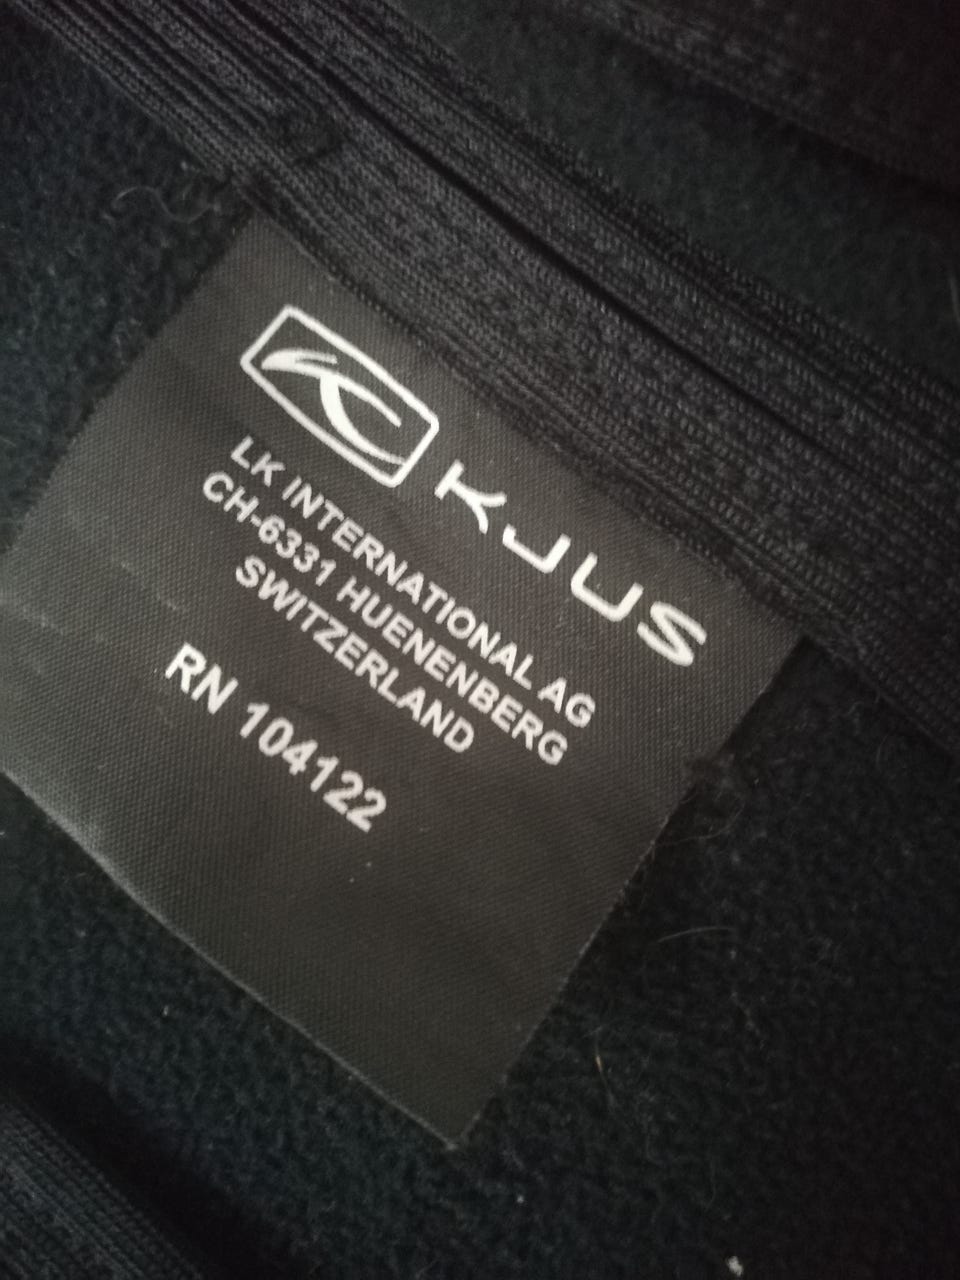 KJUS
LK INTERNATIONAL AG
CH-6331 HUENENBERG
SWITZERLAND
RN 104122